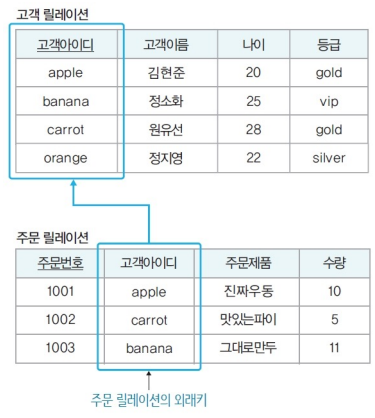 고객 릴레이션
고객아이디 고객이름 나이 등급
apple 김현준 20 gold
banana 정소화 25 vip
carrot 원유선 28 gold
orange 정지영 22 silver
주문 릴레이션
주문번호 고객아이디 주문제품 수량
1001 apple 진짜우동 10
1002 carrot 맛있는파이 5
1003 banana 그대로만두 11
주문 릴레이션의 외래키